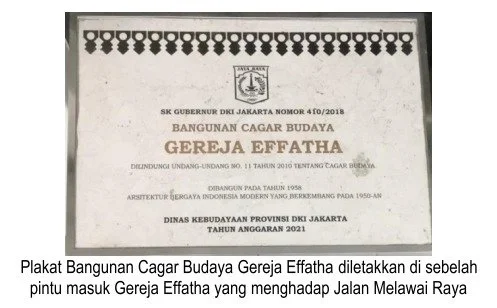 JAYA RAYA
SK GUBERNUR DKI JAKARTA NOMOR 410/2018
BANGUNAN CAGAR BUDAYA
GEREJA EFFATHA
DILINDUNGI UNDANG-UNDANG NO. 11 TAHUN 2010 TENTANG CAGAR BUDAYA
DIBANGUN PADA TAHUN 1958
ARSITEKTUR BERGAYA INDONESIA MODERN YANG BERKEMBANG PADA 1950-AN
DINAS KEBUDAYAAN PROVINSI DKI JAKARTA
TAHUN ANGGARAN 2021
Plakat Bangunan Cagar Budaya Gereja Effatha diletakkan di sebelah
pintu masuk Gereja Effatha yang menghadap Jalan Melawai Raya